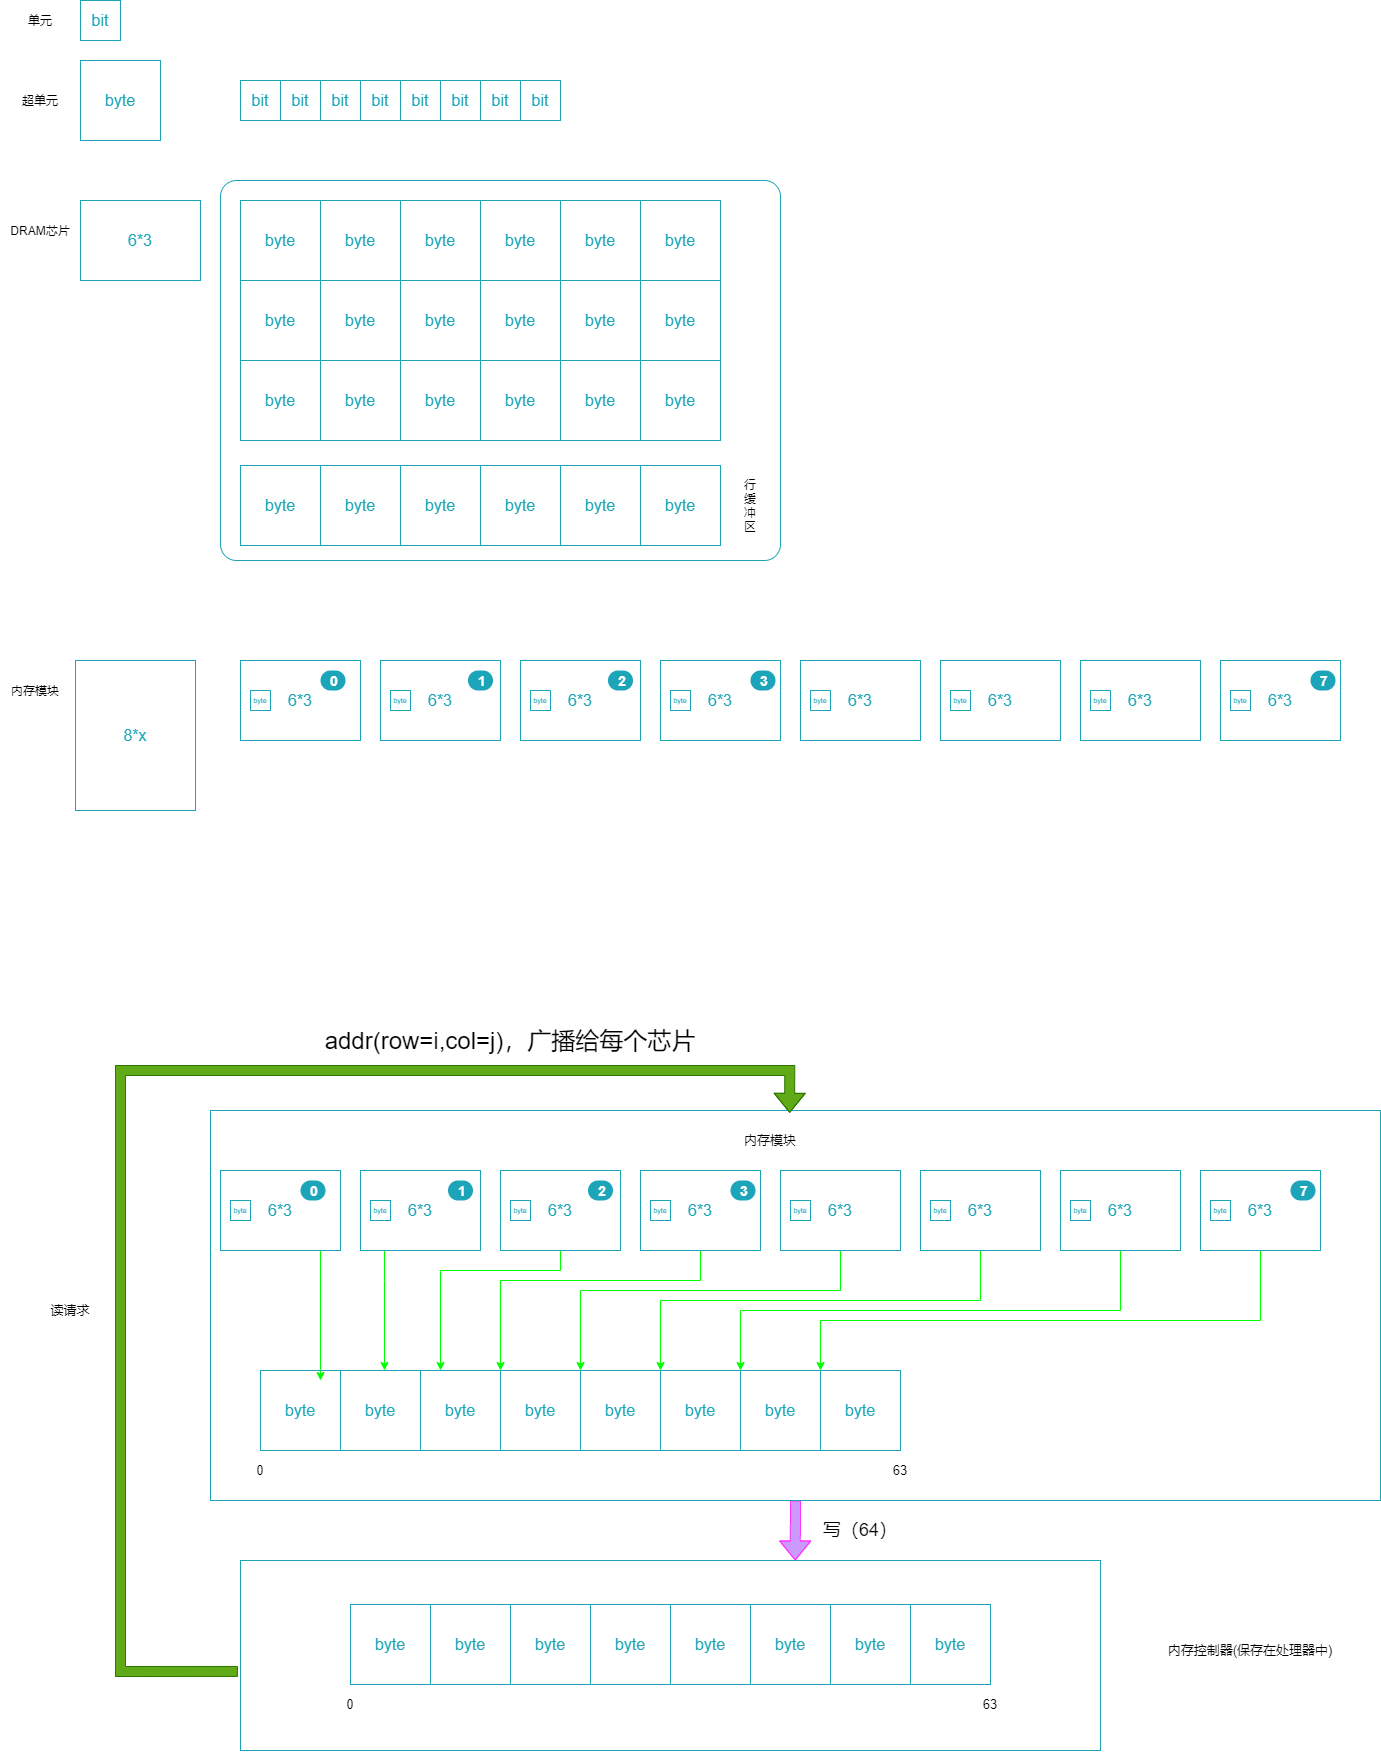 单元
bit
超单元
byte
bit bit bit bit bit bit bit bit
DRAM芯片
6*3
byte byte byte byte byte byte
byte byte byte byte byte byte
byte byte byte byte byte byte
byte byte byte byte byte byte
行
缓
冲
区
内存模块
8*x
byte 6*3 0 byte 6*3 1 byte 6*3 2 byte 6*3 3 byte 6*3 byte 6*3 byte 6*3 byte 6*3 7
addr(row=i,col=j)，广播给每个芯片
内存模块
byte 6*3 0 byte 6*3 1 byte 6*3 2 byte 6*3 3 byte 6*3 byte 6*3 byte 6*3 byte 6*3 7
读请求
byte byte byte byte byte byte byte byte
0 63
写（64）
byte byte byte byte byte byte byte byte
内存控制器(保存在处理器中)
0 63